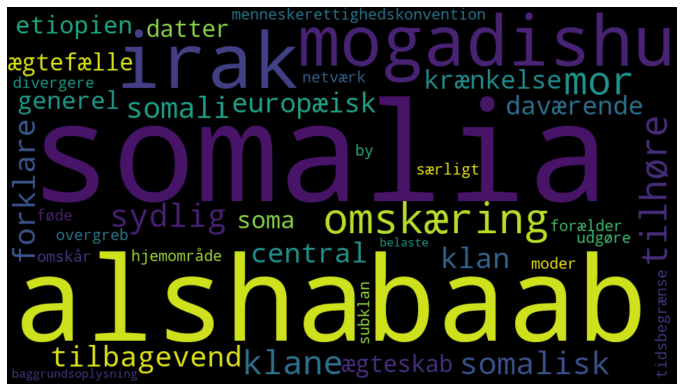 menneskerettighedskonvention
etiopien datter
irak mogadishu
ægtefælle
divergere netværk krænkelse mor
generel somali europæisk daværende
somalia
by
særligt
forklare tilhøre
føde sydlig soma omskæring forælder
overgreb udgøre
belaste
omskår hjemområde central klan moder
alshabaab
subklan
tidsbegrænse
tilbagevend klane ægteskab somalisk
baggrundsoplysning